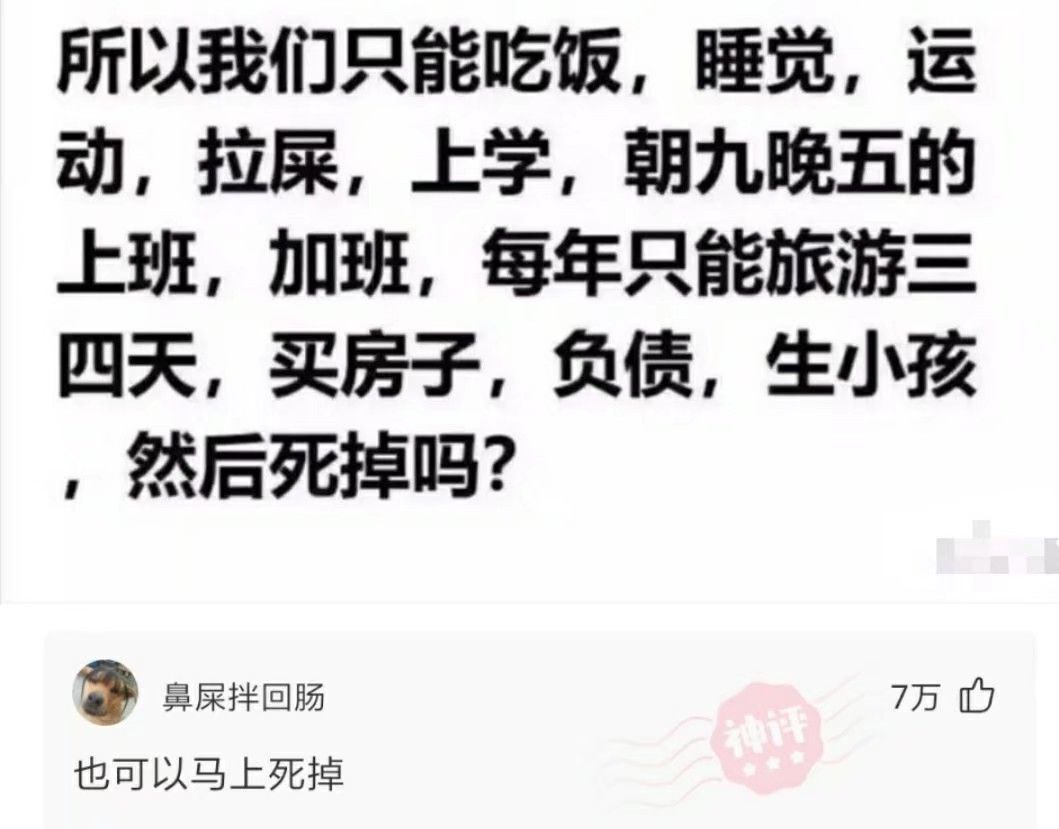 所以我们只能吃饭，睡觉，运
动，拉屎，上学，朝九晚五的
上班，加班，每年只能旅游三
四天，买房子，负债，生小孩
，然后死掉吗？
鼻屎拌回肠
神评
7万
也可以马上死掉